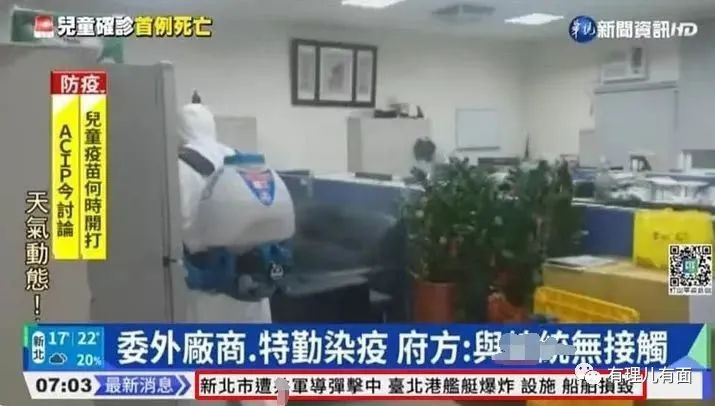 兒童確診首例死亡
華視 新聞資訊HD
防疫
兒童疫苗何時開打
ACIP今討論
天氣動態!
新北 17° 22° 20%
委外廠商.特勤染疫 府方:與 統無接觸
07:03 最新消息 新北市遭 軍導彈擊中 臺北港艦艇爆炸 設施 船舶損毀
有理儿有面